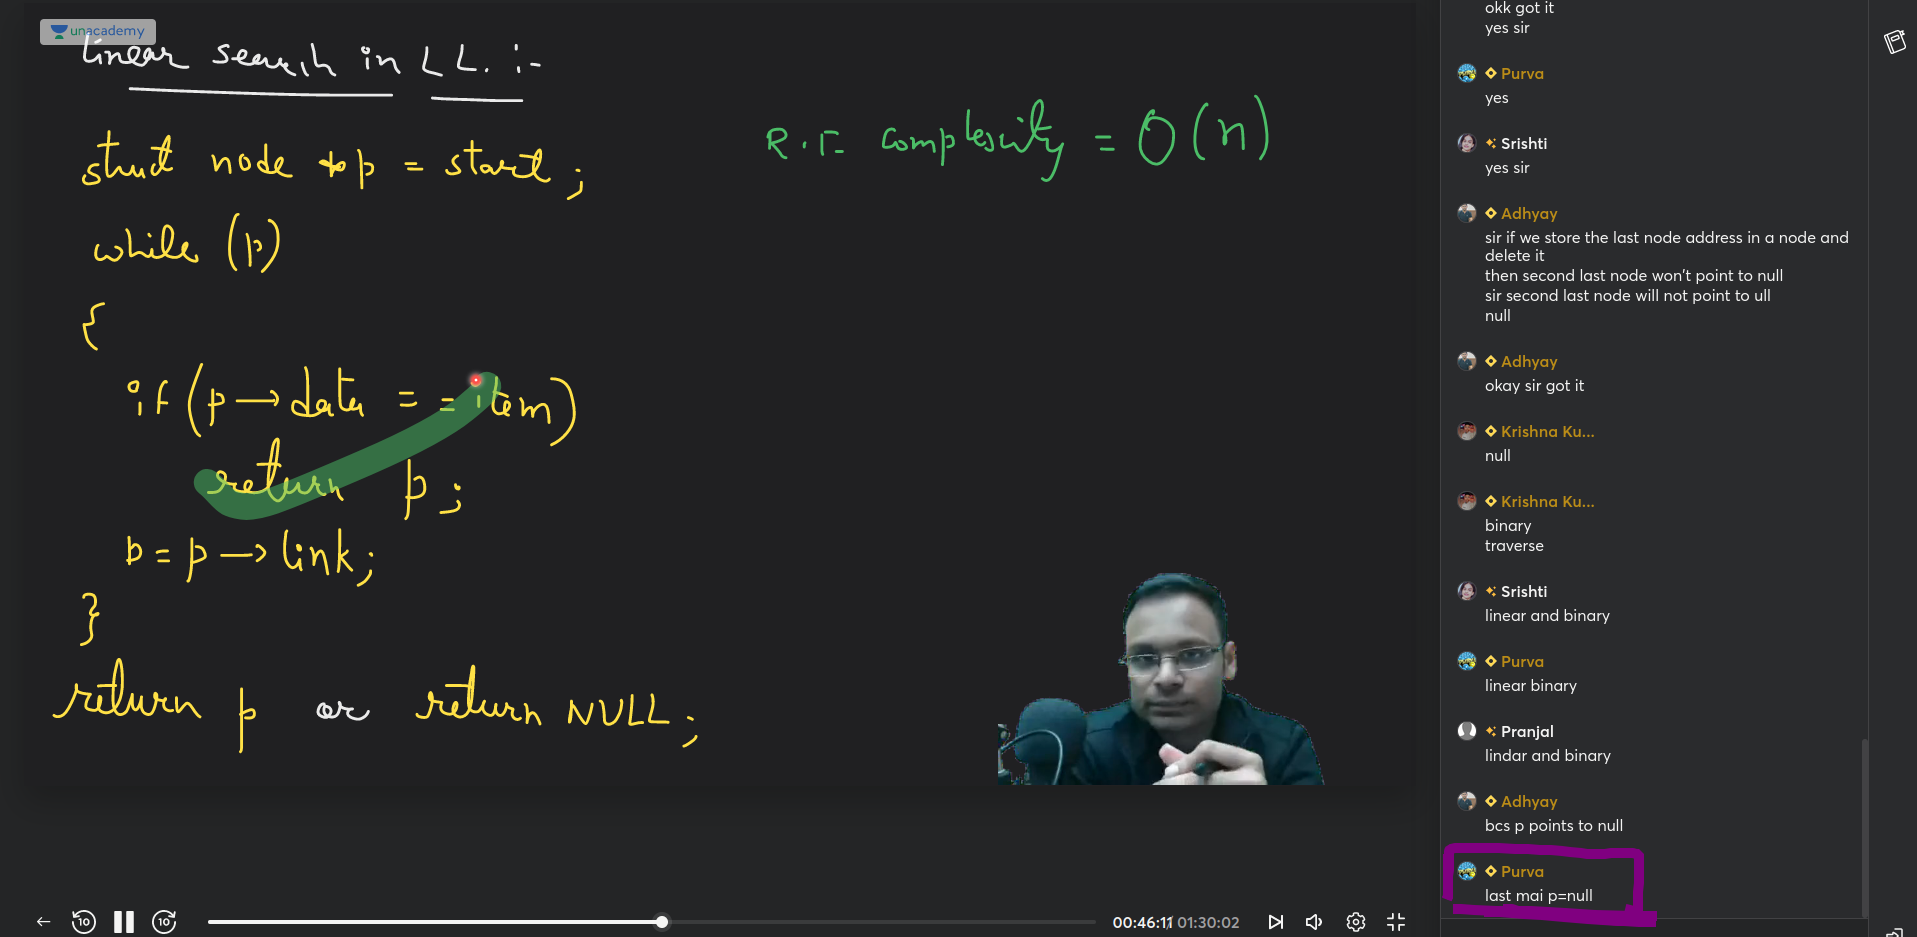 unacademy
linear search in LL. :-
struct node *p = start;
while (p)
{
if (p→data = = item)
return p;
p = p→link;
}
return p or return NULL;
R.T. complexity = O(n)
10
10
00:46:11/ 01:30:02
okk got it
yes sir
Purva
yes
Srishti
yes sir
Adhyay
sir if we store the last node address in a node and
delete it
then second last node won't point to null
sir second last node will not point to ull
null
Adhyay
okay sir got it
Krishna Ku...
null
Krishna Ku...
binary
traverse
Srishti
linear and binary
Purva
linear binary
Pranjal
lindar and binary
Adhyay
bcs p points to null
Purva
last mai p=null